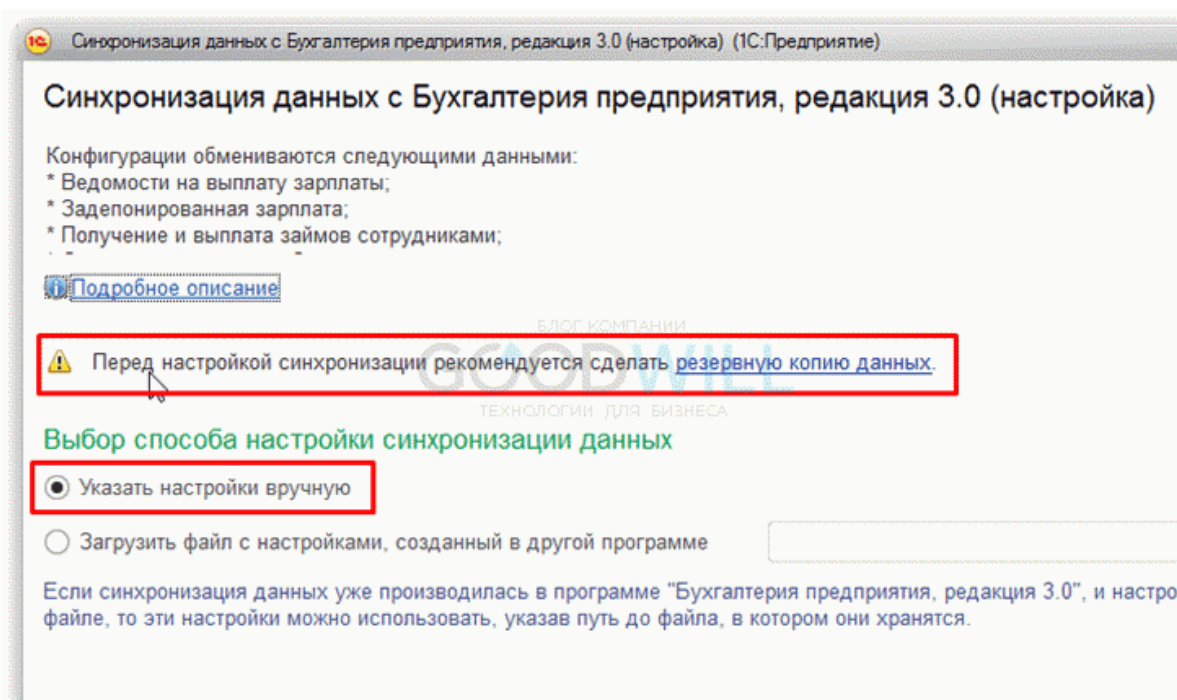 1С Синхронизация данных с Бухгалтерия предприятия, редакция 3.0 (настройка) (1С:Предприятие)
Синхронизация данных с Бухгалтерия предприятия, редакция 3.0 (настройка)
Конфигурации обмениваются следующими данными:
* Ведомости на выплату зарплаты;
* Задепонированная зарплата;
* Получение и выплата займов сотрудниками;
Подробное описание
БЛОГ КОМПАНИИ
Перед настройкой синхронизации рекомендуется сделать резервную копию данных.
GOODWILL
ТЕХНОЛОГИИ ДЛЯ БИЗНЕСА
Выбор способа настройки синхронизации данных
Указать настройки вручную
Загрузить файл с настройками, созданный в другой программе
Если синхронизация данных уже производилась в программе "Бухгалтерия предприятия, редакция 3.0", и настро
файле, то эти настройки можно использовать, указав путь до файла, в котором они хранятся.